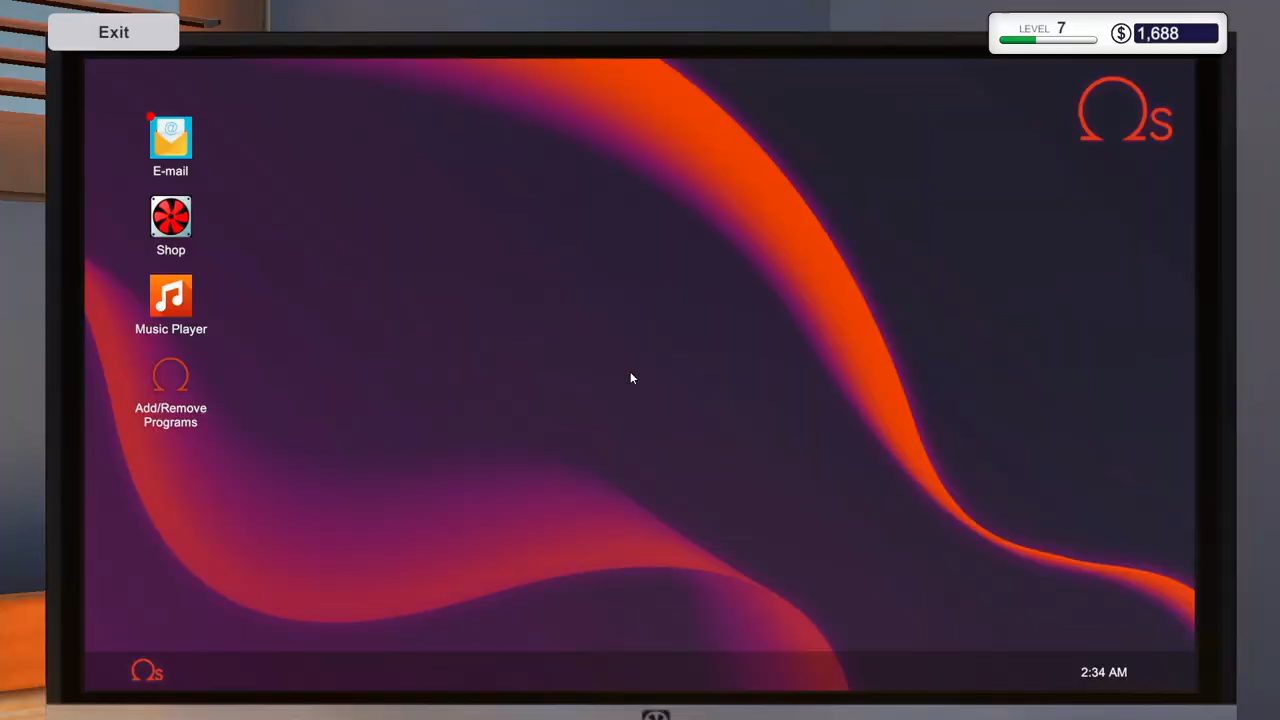 Exit
LEVEL 7
$ 1,688
Ωs
E-mail
Shop
Music Player
Add/Remove
Programs
Ωs
2:34 AM